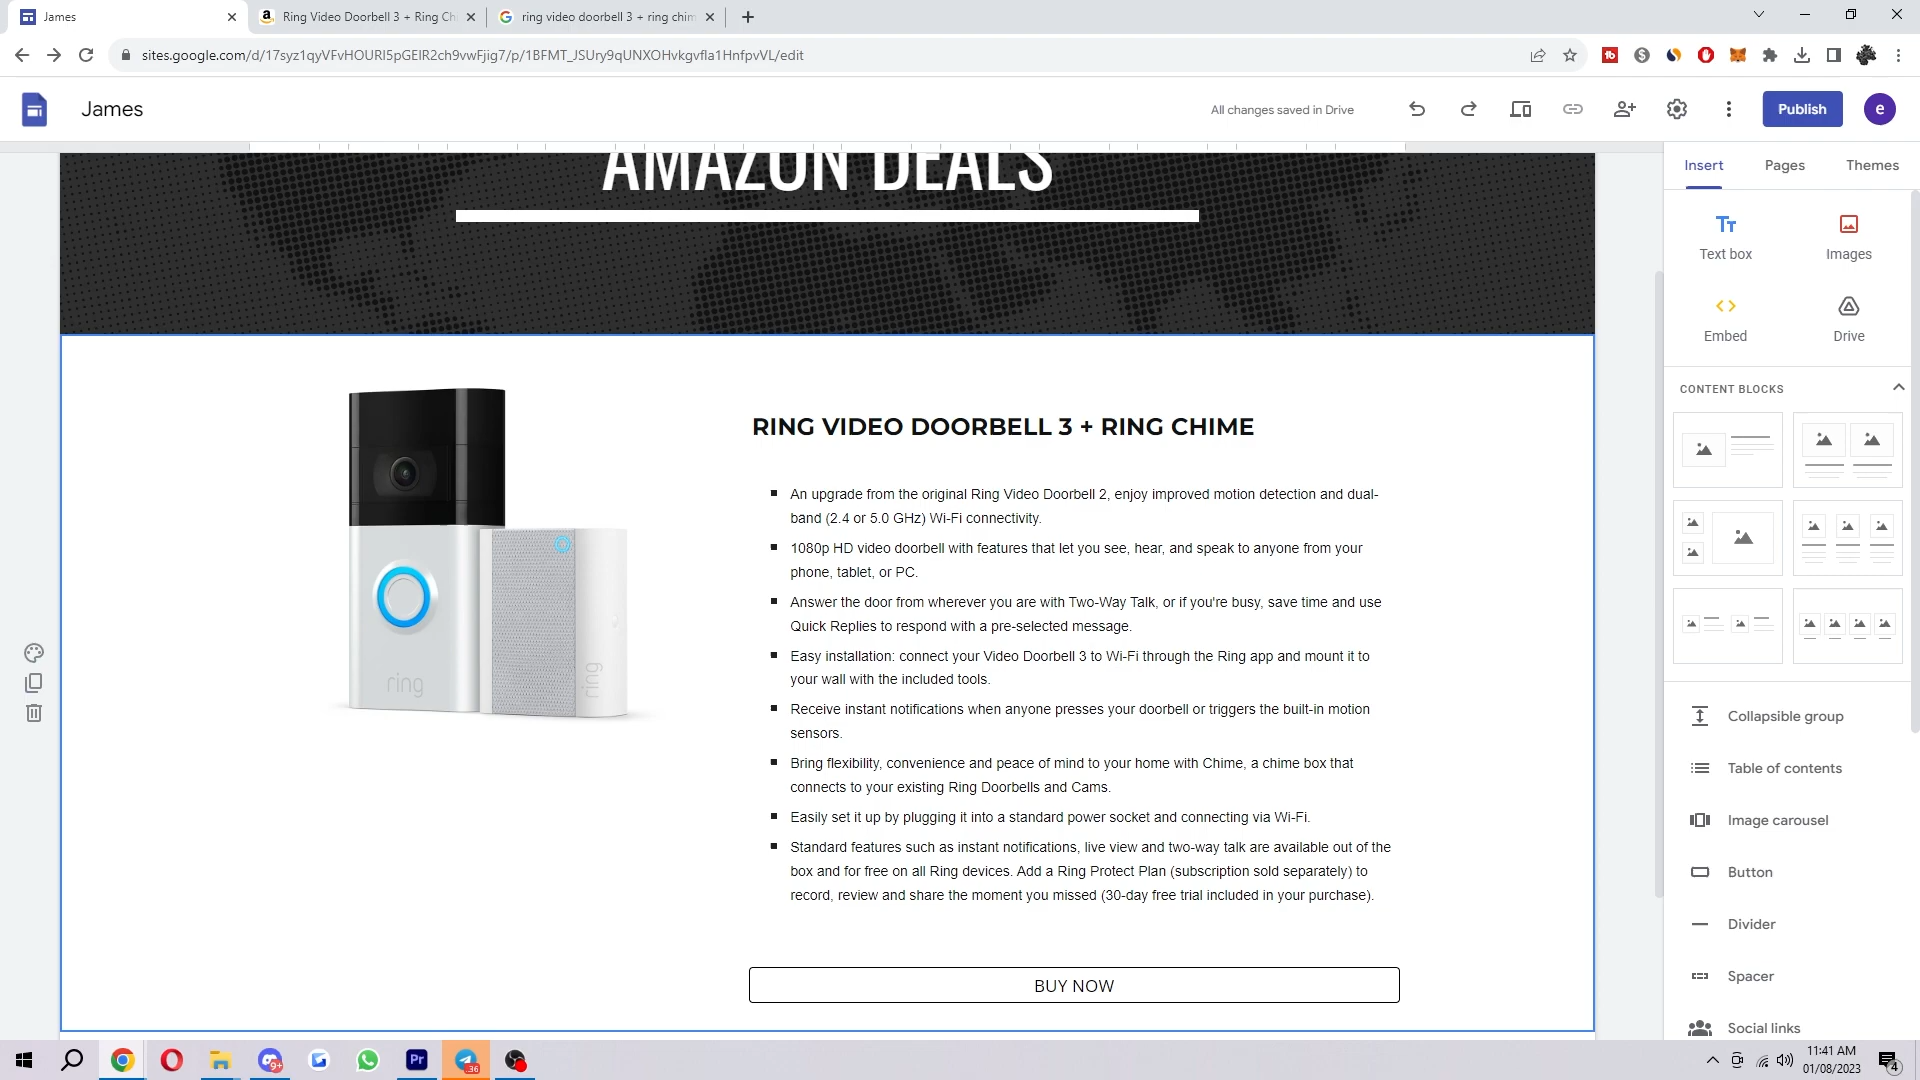 James
Ring Video Doorbell 3 + Ring Ch
ring video doorbell 3 + ring chim
sites.google.com/d/17syz1qyVFvHOURI5pGEIR2ch9vwFjig7/p/1BFMT_JSUry9qUNXOHvkgvfla1HnfpvVL/edit
James
All changes saved in Drive
Publish
e
AMAZON DEALS
Insert
Pages
Themes
Text box
Images
Embed
Drive
CONTENT BLOCKS
RING VIDEO DOORBELL 3 + RING CHIME
An upgrade from the original Ring Video Doorbell 2, enjoy improved motion detection and dual-
band (2.4 or 5.0 GHz) Wi-Fi connectivity.
1080p HD video doorbell with features that let you see, hear, and speak to anyone from your
phone, tablet, or PC.
Answer the door from wherever you are with Two-Way Talk, or if you're busy, save time and use
Quick Replies to respond with a pre-selected message.
Easy installation: connect your Video Doorbell 3 to Wi-Fi through the Ring app and mount it to
your wall with the included tools.
Receive instant notifications when anyone presses your doorbell or triggers the built-in motion
sensors.
Bring flexibility, convenience and peace of mind to your home with Chime, a chime box that
connects to your existing Ring Doorbells and Cams.
Easily set it up by plugging it into a standard power socket and connecting via Wi-Fi.
Standard features such as instant notifications, live view and two-way talk are available out of the
box and for free on all Ring devices. Add a Ring Protect Plan (subscription sold separately) to
record, review and share the moment you missed (30-day free trial included in your purchase).
BUY NOW
ring
ring
Collapsible group
Table of contents
Image carousel
Button
Divider
Spacer
Social links
9+
Pr
36
11:41 AM
01/08/2023
4